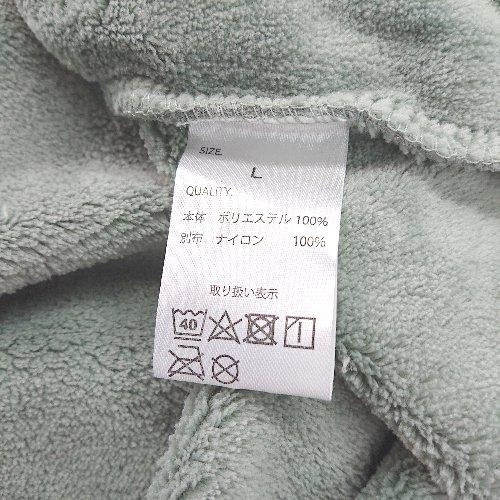 SIZE.
L
QUALITY.
本体 ポリエステル 100%
別布 ナイロン 100%
取り扱い表示
40